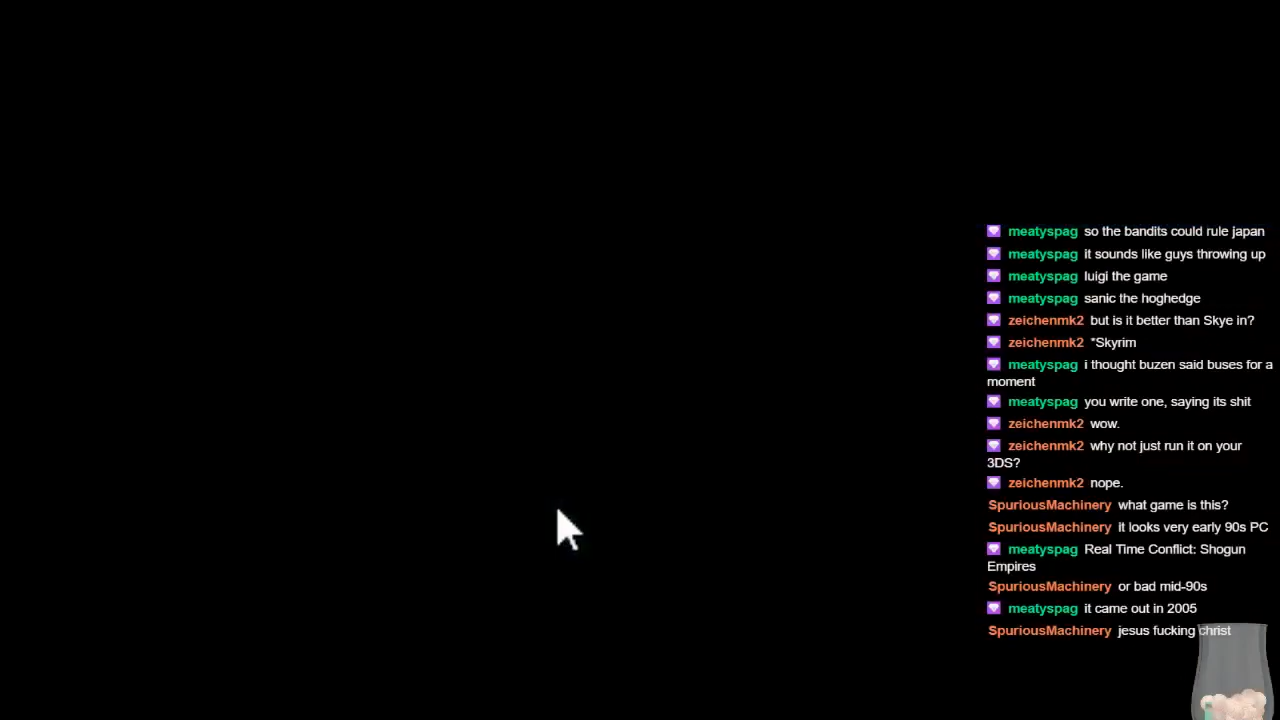 meatyspag so the bandits could rule japan
meatyspag it sounds like guys throwing up
meatyspag luigi the game
meatyspag sanic the hoghedge
zeichenmk2 but is it better than Skye in?
zeichenmk2 *Skyrim
meatyspag i thought buzen said buses for a
moment
meatyspag you write one, saying its shit
zeichenmk2 wow.
zeichenmk2 why not just run it on your
3DS?
zeichenmk2 nope.
SpuriousMachinery what game is this?
SpuriousMachinery it looks very early 90s PC
meatyspag Real Time Conflict: Shogun
Empires
SpuriousMachinery or bad mid-90s
meatyspag it came out in 2005
SpuriousMachinery jesus fucking christ